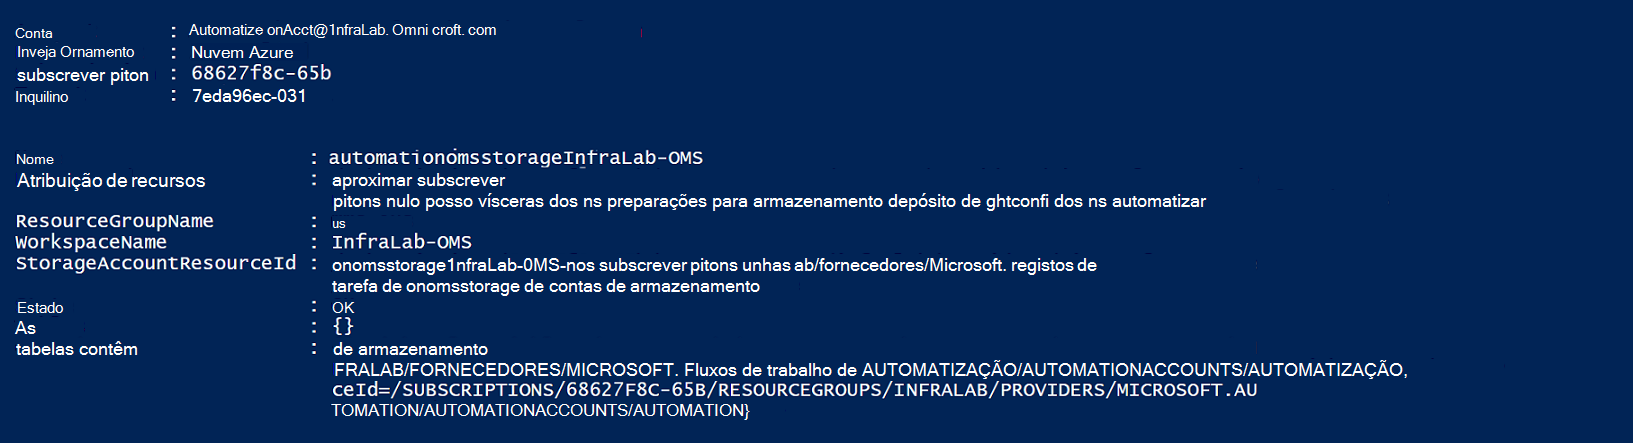 Conta : Automatize onAcct@1nfraLab. Omni croft. com
Inveja Ornamento : Nuvem Azure
subscrever piton : 68627f8c-65b
Inquilino : 7eda96ec-031
Nome : automationomsstorageInfraLab-OMS
Atribuição de recursos : aproximar subscrever
pitons nulo posso vísceras dos ns preparações para armazenamento depósito de ghtconfi dos ns automatizar
ResourceGroupName : us
WorkspaceName : InfraLab-OMS
StorageAccountResourceId : onomsstorage1nfraLab-0MS-nos subscrever pitons unhas ab/fornecedores/Microsoft. registos de
tarefa de onomsstorage de contas de armazenamento
Estado : OK
As : {}
tabelas contêm : de armazenamento
FRALAB/FORNECEDORES/MICROSOFT. Fluxos de trabalho de AUTOMATIZAÇÃO/AUTOMATIONACCOUNTS/AUTOMATIZAÇÃO,
ceId=/SUBSCRIPTIONS/68627F8C-65B/RESOURCEGROUPS/INFRALAB/PROVIDERS/MICROSOFT.AU
TOMATION/AUTOMATIONACCOUNTS/AUTOMATION}